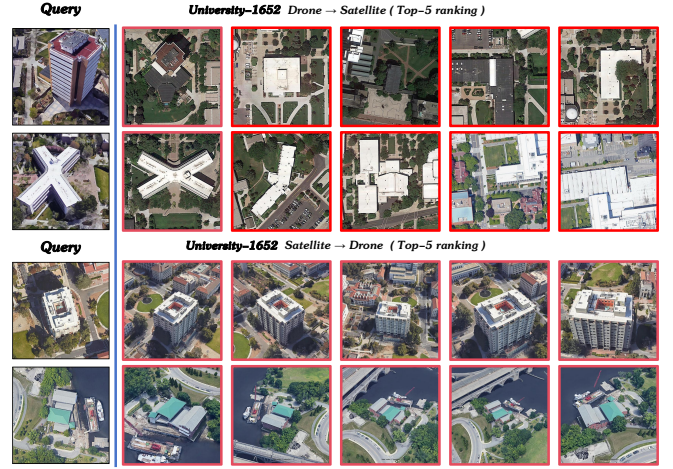 Query University–1652 Drone → Satellite ( Top–5 ranking )
Query University–1652 Satellite → Drone ( Top–5 ranking )